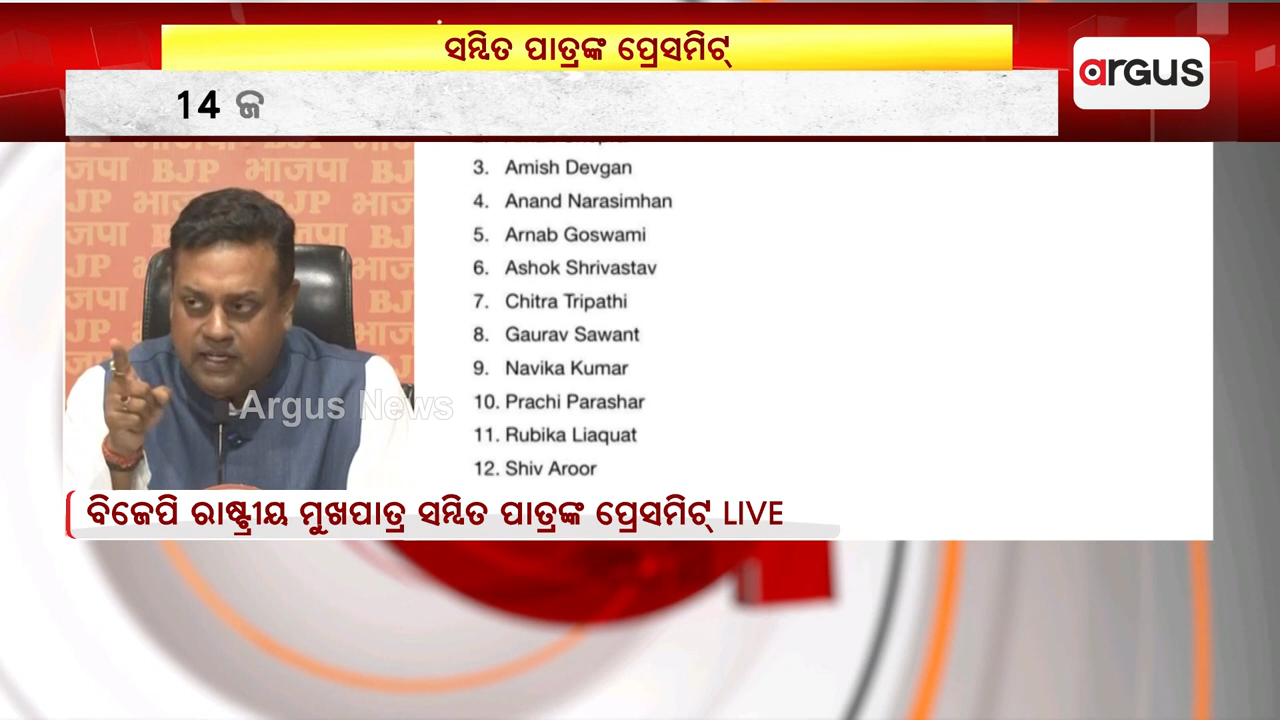 ସମ୍ବିତ ପାତ୍ରଙ୍କ ପ୍ରେସମିଟ୍
argus
14 ଜ
भाजपा BJP भाजपा
3. Amish Devgan
4. Anand Narasimhan
5. Arnab Goswami
6. Ashok Shrivastav
7. Chitra Tripathi
8. Gaurav Sawant
9. Navika Kumar
10. Prachi Parashar
11. Rubika Liaquat
12. Shiv Aroor
Argus News
ବିଜେପି ରାଷ୍ଟ୍ରୀୟ ମୁଖପାତ୍ର ସମ୍ବିତ ପାତ୍ରଙ୍କ ପ୍ରେସମିଟ୍ LIVE